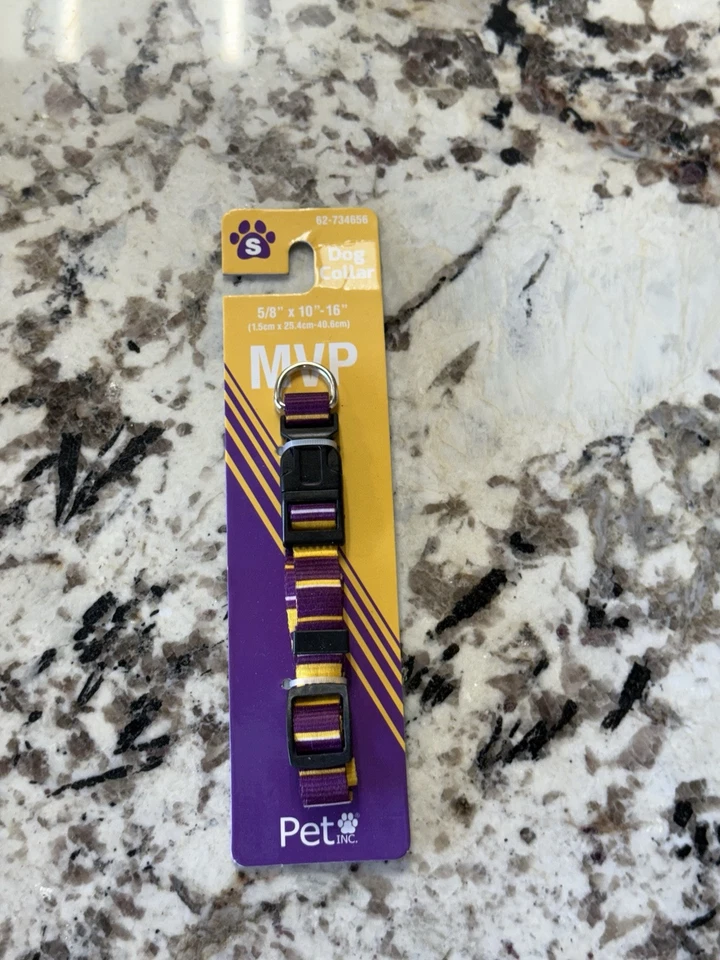 62-734656
S
Dog
Collar
5/8" x 10"-16"
(1.5cm x 25.4cm-40.6cm)
MVP
Pet
INC.